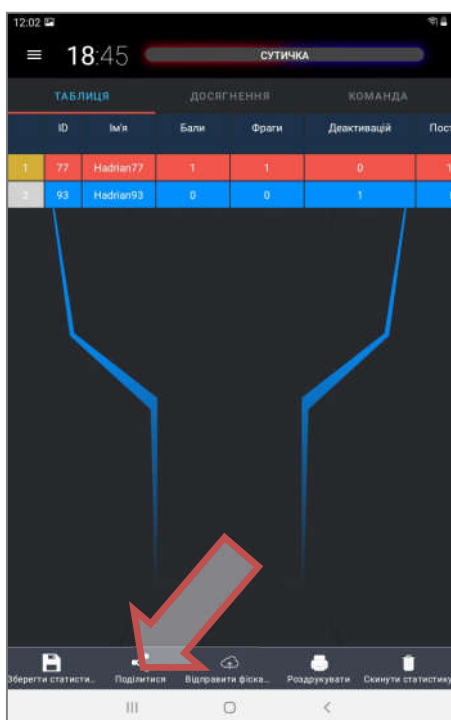 12:02
18:45 СУТИЧКА
ТАБЛИЦЯ ДОСЯГНЕННЯ КОМАНДА
ID Ім'я Бали Фраги Деактивацій Пост
1 77 Hadrian77 1 1 0 1
2 93 Hadrian93 0 0 1
Зберегти статисти... Поділитися Відправити фіска... Роздрукувати Скинути статистику